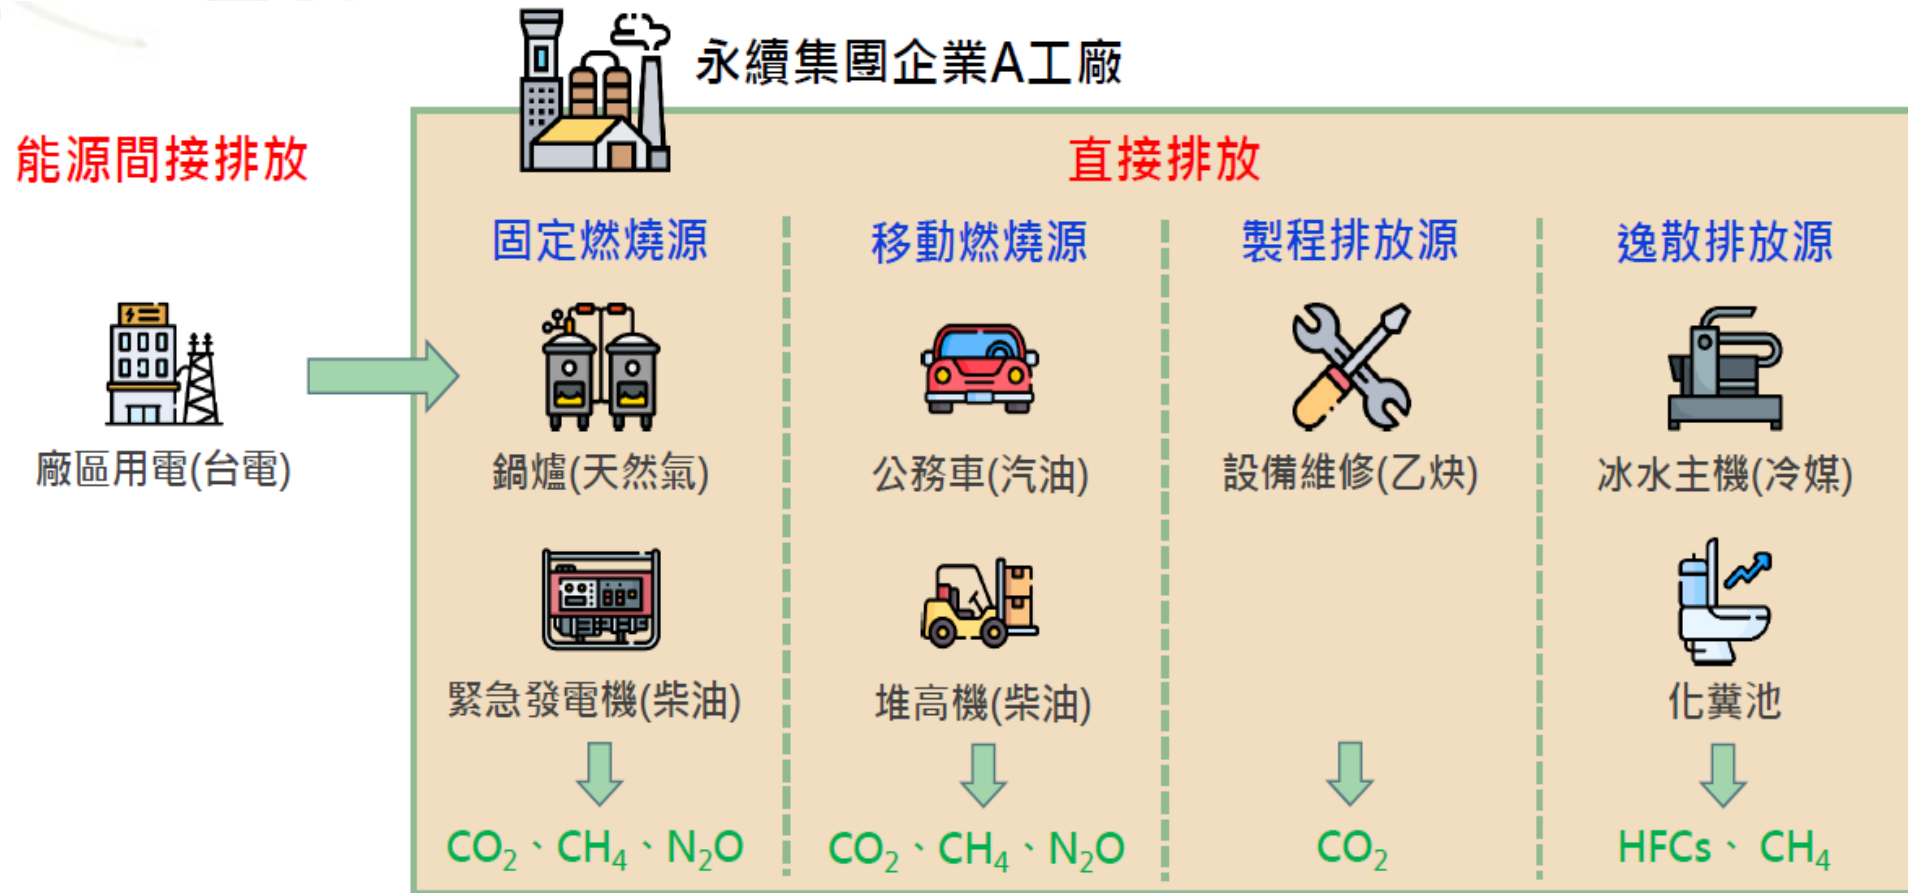 永續集團企業A工廠
能源間接排放
直接排放
固定燃燒源
移動燃燒源
製程排放源
逸散排放源
廠區用電(台電)
鍋爐(天然氣)
公務車(汽油)
設備維修(乙炔)
冰水主機(冷媒)
緊急發電機(柴油)
堆高機(柴油)
化糞池
CO₂、CH₄、N₂O
CO₂、CH₄、N₂O
CO₂
HFCs、 CH₄